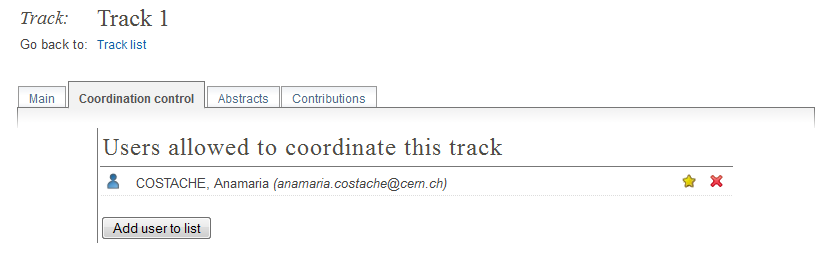 Track: Track 1
Go back to: Track list
Main Coordination control Abstracts Contributions
Users allowed to coordinate this track
COSTACHE, Anamaria (anamaria.costache@cern.ch)
Add user to list